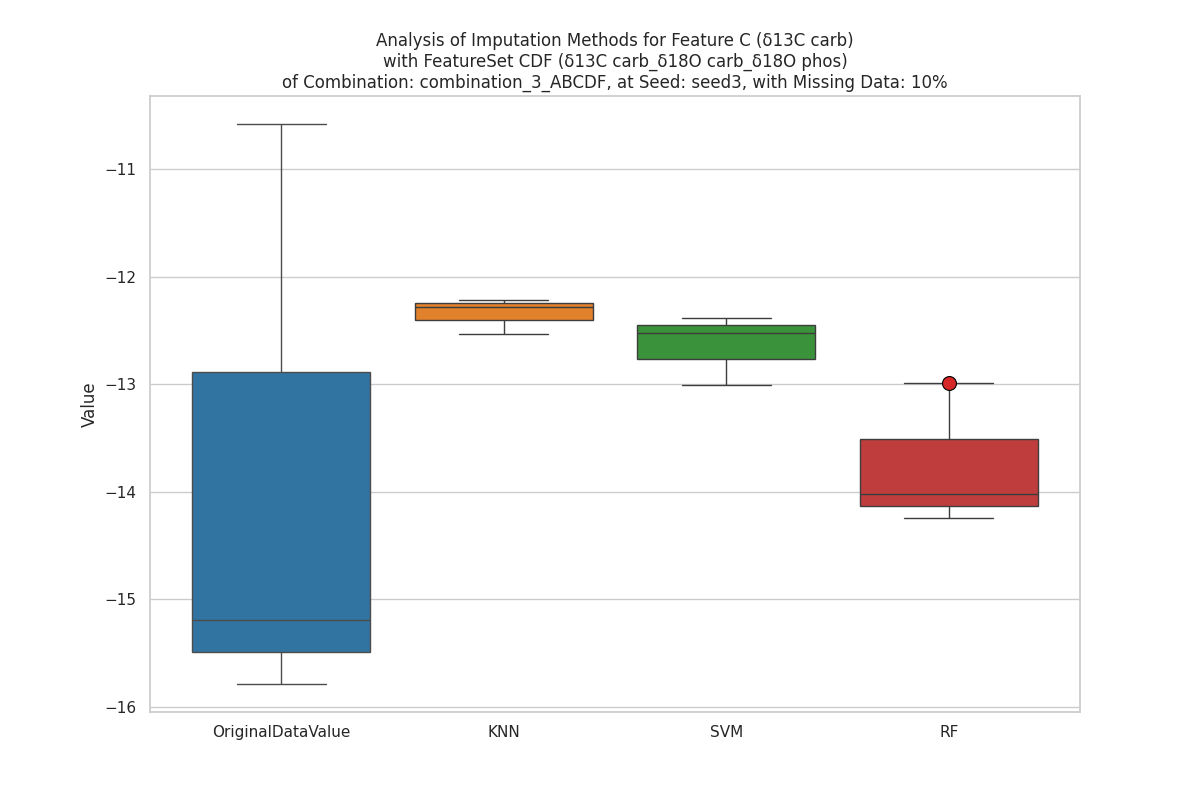 Analysis of Imputation Methods for Feature C (δ13C carb)
with FeatureSet CDF (δ13C carb_δ18O carb_δ18O phos)
of Combination: combination_3_ABCDF, at Seed: seed3, with Missing Data: 10%
−11
−12
−13
−14
−15
−16
Value
OriginalDataValue
KNN
SVM
RF